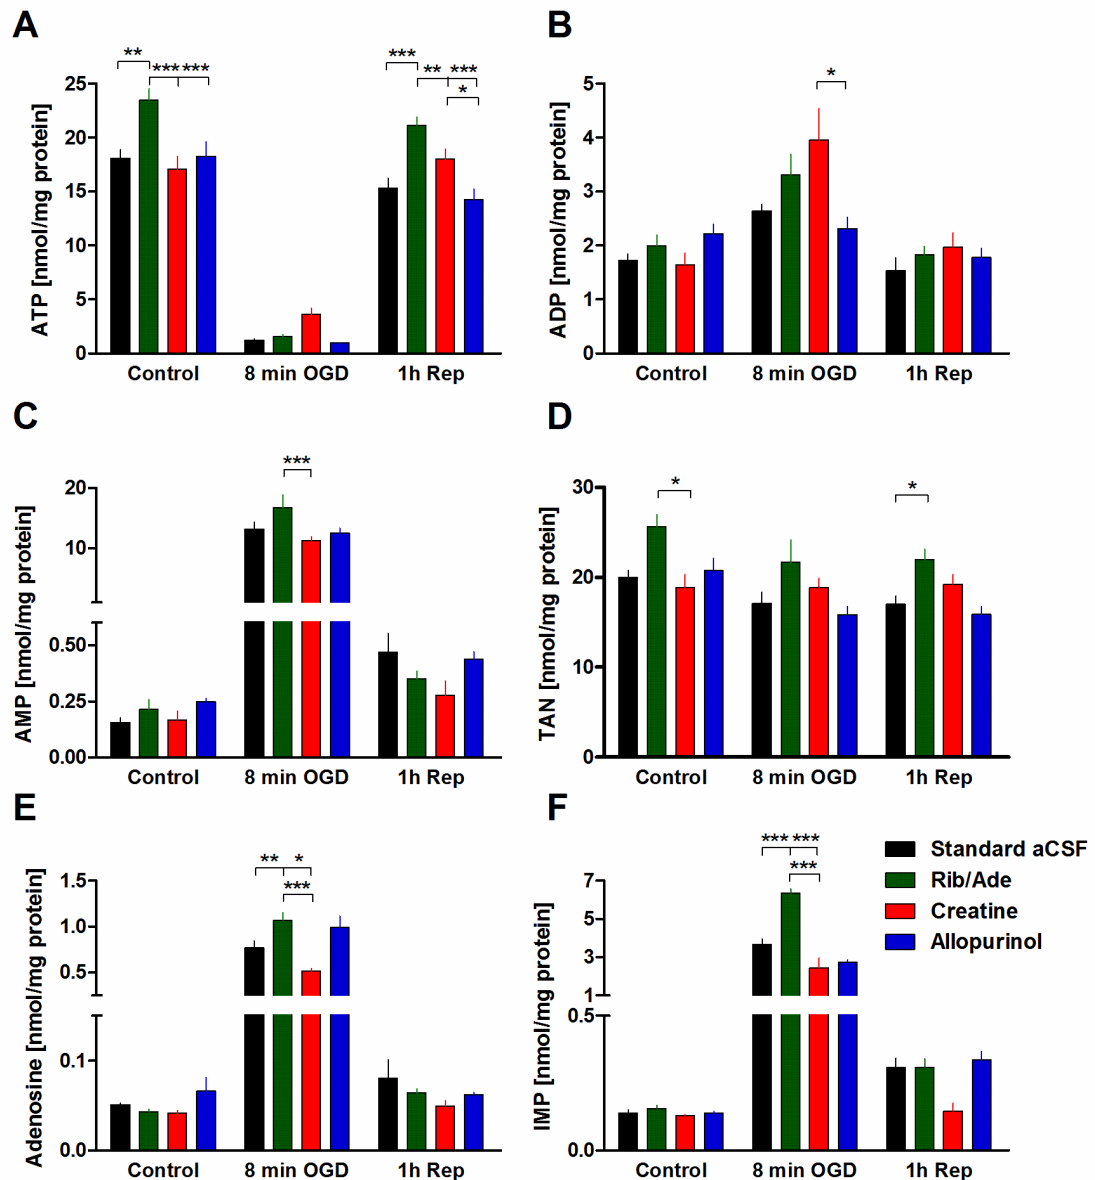 A
** *** *** *** ** *** *
ATP [nmol/mg protein]
25
20
15
10
5
0
Control 8 min OGD 1h Rep
B
*
ADP [nmol/mg protein]
5
4
3
2
1
0
Control 8 min OGD 1h Rep
C
***
AMP [nmol/mg protein]
20
10
0.50
0.25
0.00
Control 8 min OGD 1h Rep
D
* *
TAN [nmol/mg protein]
30
20
10
0
Control 8 min OGD 1h Rep
E
** * ***
Adenosine [nmol/mg protein]
1.5
1.0
0.5
0.1
0.0
Control 8 min OGD 1h Rep
F
*** *** ***
IMP [nmol/mg protein]
7
5
3
1
0.5
0.0
Control 8 min OGD 1h Rep
Standard aCSF
Rib/Ade
Creatine
Allopurinol